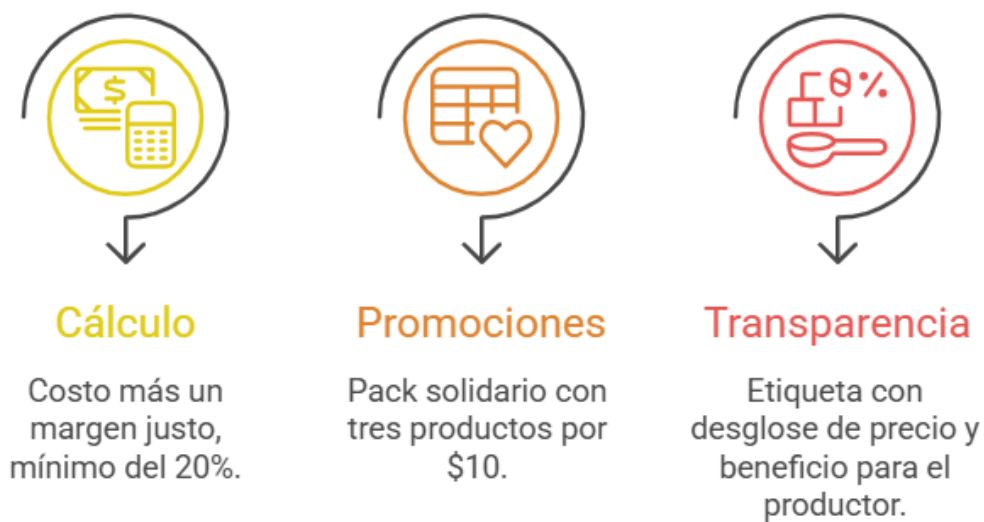 $
0%
Cálculo
Costo más un
margen justo,
mínimo del 20%.
Promociones
Pack solidario con
tres productos por
$10.
Transparencia
Etiqueta con
desglose de precio y
beneficio para el
productor.